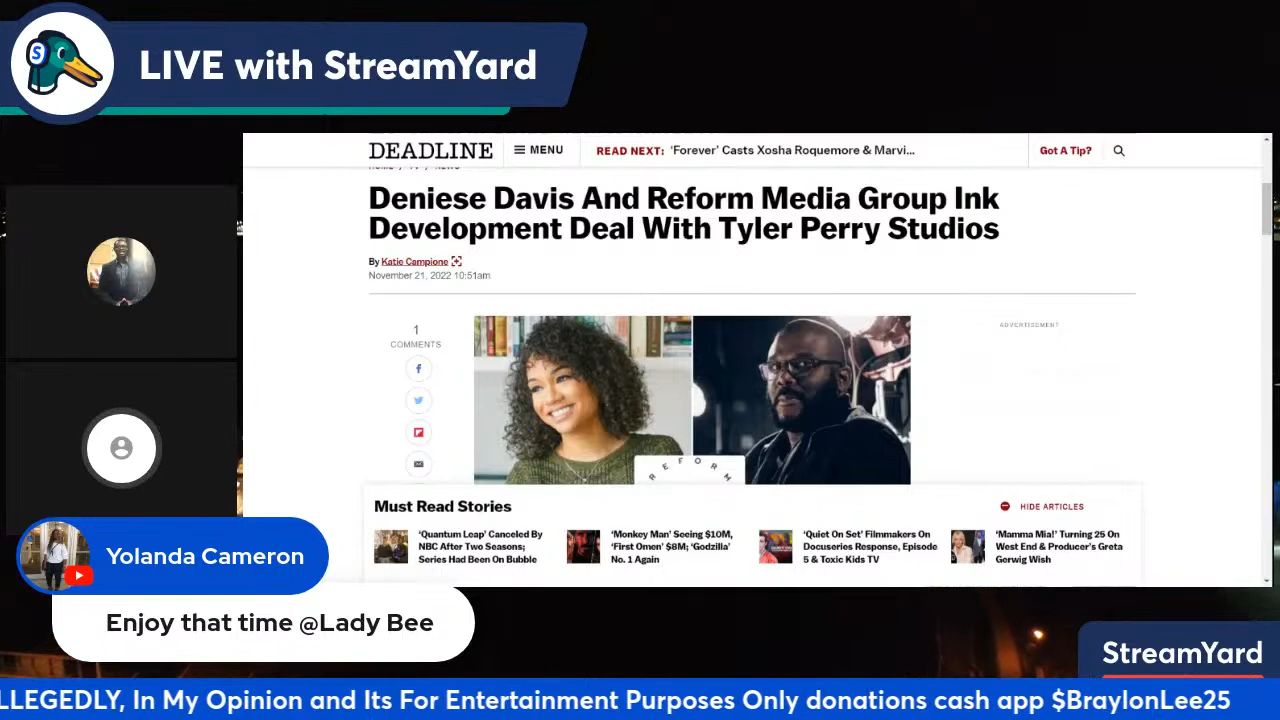 S
LIVE with StreamYard
DEADLINE
MENU
READ NEXT: ‘Forever’ Casts Xosha Roquemore & Marvi...
Got A Tip?
Deniese Davis And Reform Media Group Ink
Development Deal With Tyler Perry Studios
By Katie Campione
November 21, 2022 10:51am
1
COMMENTS
ADVERTISEMENT
REFORM
Must Read Stories
HIDE ARTICLES
‘Quantum Leap’ Canceled By
NBC After Two Seasons;
Series Had Been On Bubble
‘Monkey Man’ Seeing $10M,
‘First Omen’ $8M; ‘Godzilla’
No. 1 Again
‘Quiet On Set’ Filmmakers On
Docuseries Response, Episode
5 & Toxic Kids TV
‘Mamma Mia!’ Turning 25 On
West End & Producer’s Greta
Gerwig Wish
Yolanda Cameron
Enjoy that time @Lady Bee
StreamYard
LLEGEDLY, In My Opinion and Its For Entertainment Purposes Only donations cash app $BraylonLee25